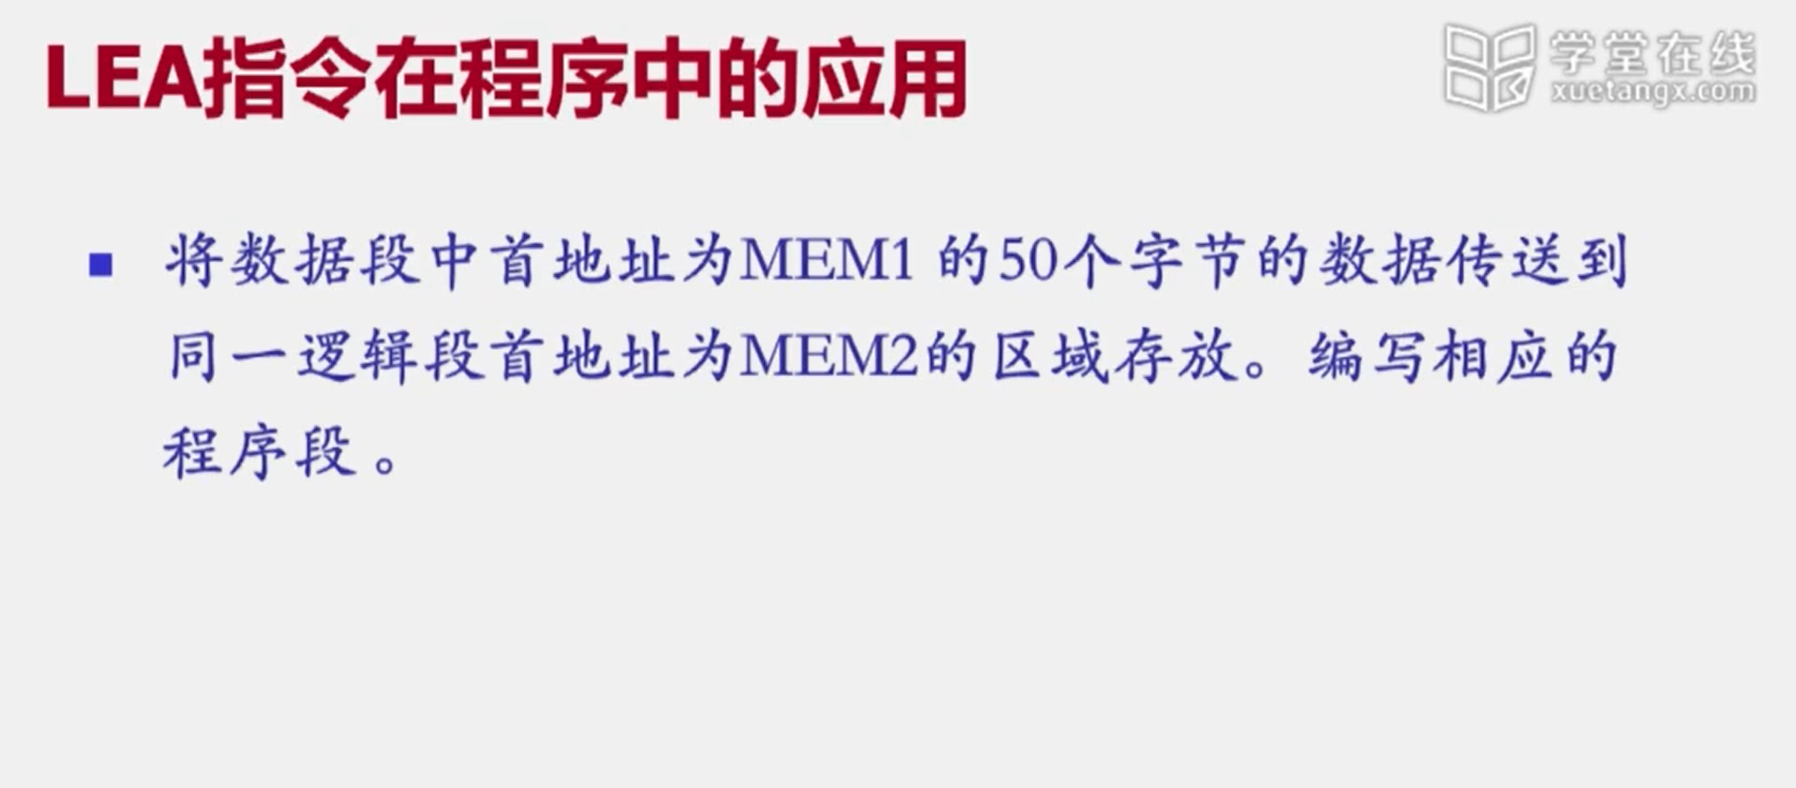 LEA指令在程序中的应用
学堂在线
xuetangx.com
将数据段中首地址为MEM1 的50个字节的数据传送到
同一逻辑段首地址为MEM2的区域存放。编写相应的
程序段。